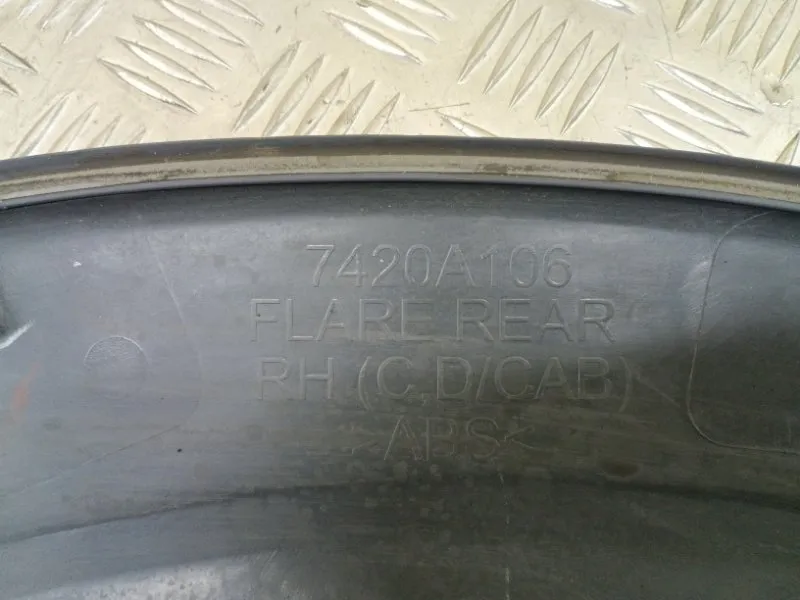 7420A106
FLARE REAR
RH (C,D/CAB)
>ABS<